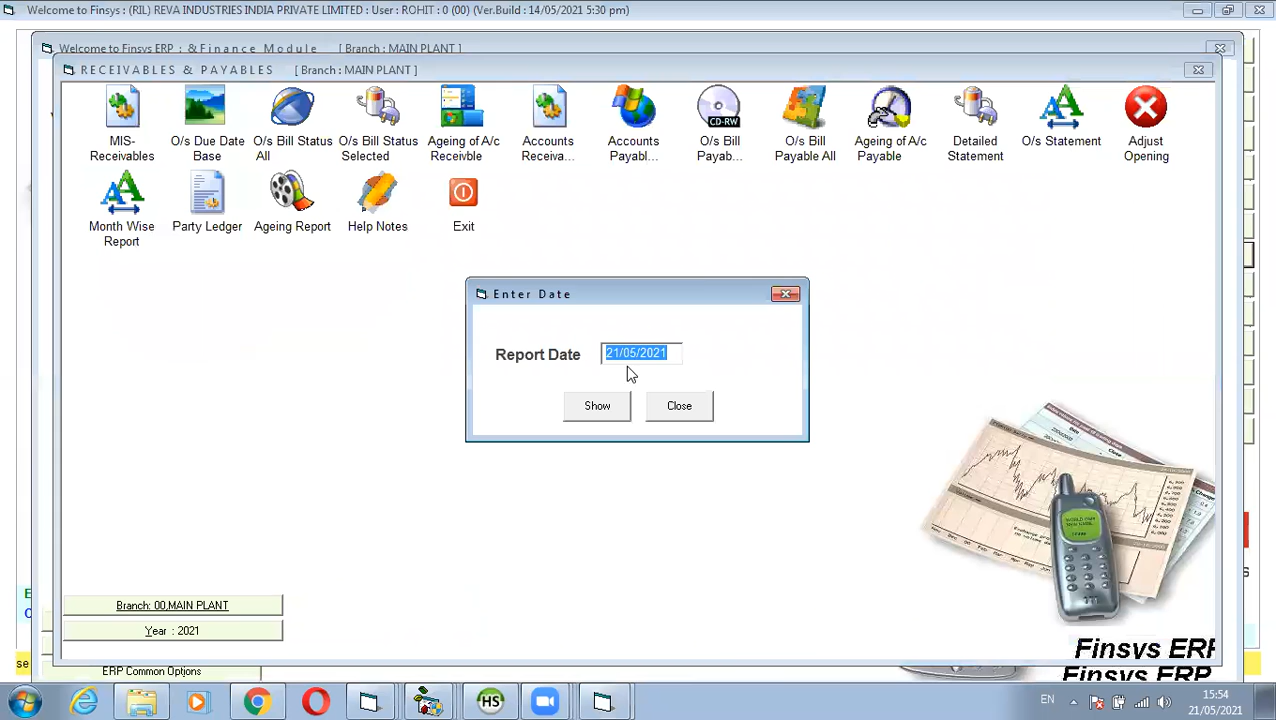 Welcome to Finsys : (RIL) REVA INDUSTRIES INDIA PRIVATE LIMITED : User : ROHIT : 0 (00) (Ver.Build : 14/05/2021 5:30 pm)
Welcome to Finsys ERP : & Finance Module [ Branch : MAIN PLANT ]
RECEIVABLES & PAYABLES [ Branch : MAIN PLANT ]
MIS-Receivables
O/s Due Date Base
O/s Bill Status All
O/s Bill Status Selected
Ageing of A/c Receivble
Accounts Receiva...
Accounts Payabl...
CD-RW
O/s Bill Payab...
O/s Bill Payable All
Ageing of A/c Payable
Detailed Statement
O/s Statement
Adjust Opening
Month Wise Report
Party Ledger
Ageing Report
Help Notes
Exit
Enter Date
Report Date 21/05/2021
Show Close
Branch: 00,MAIN PLANT
Year : 2021
Finsys ERP
Finsys ERP
se
ERP Common Options
HS
EN
15:54
21/05/2021